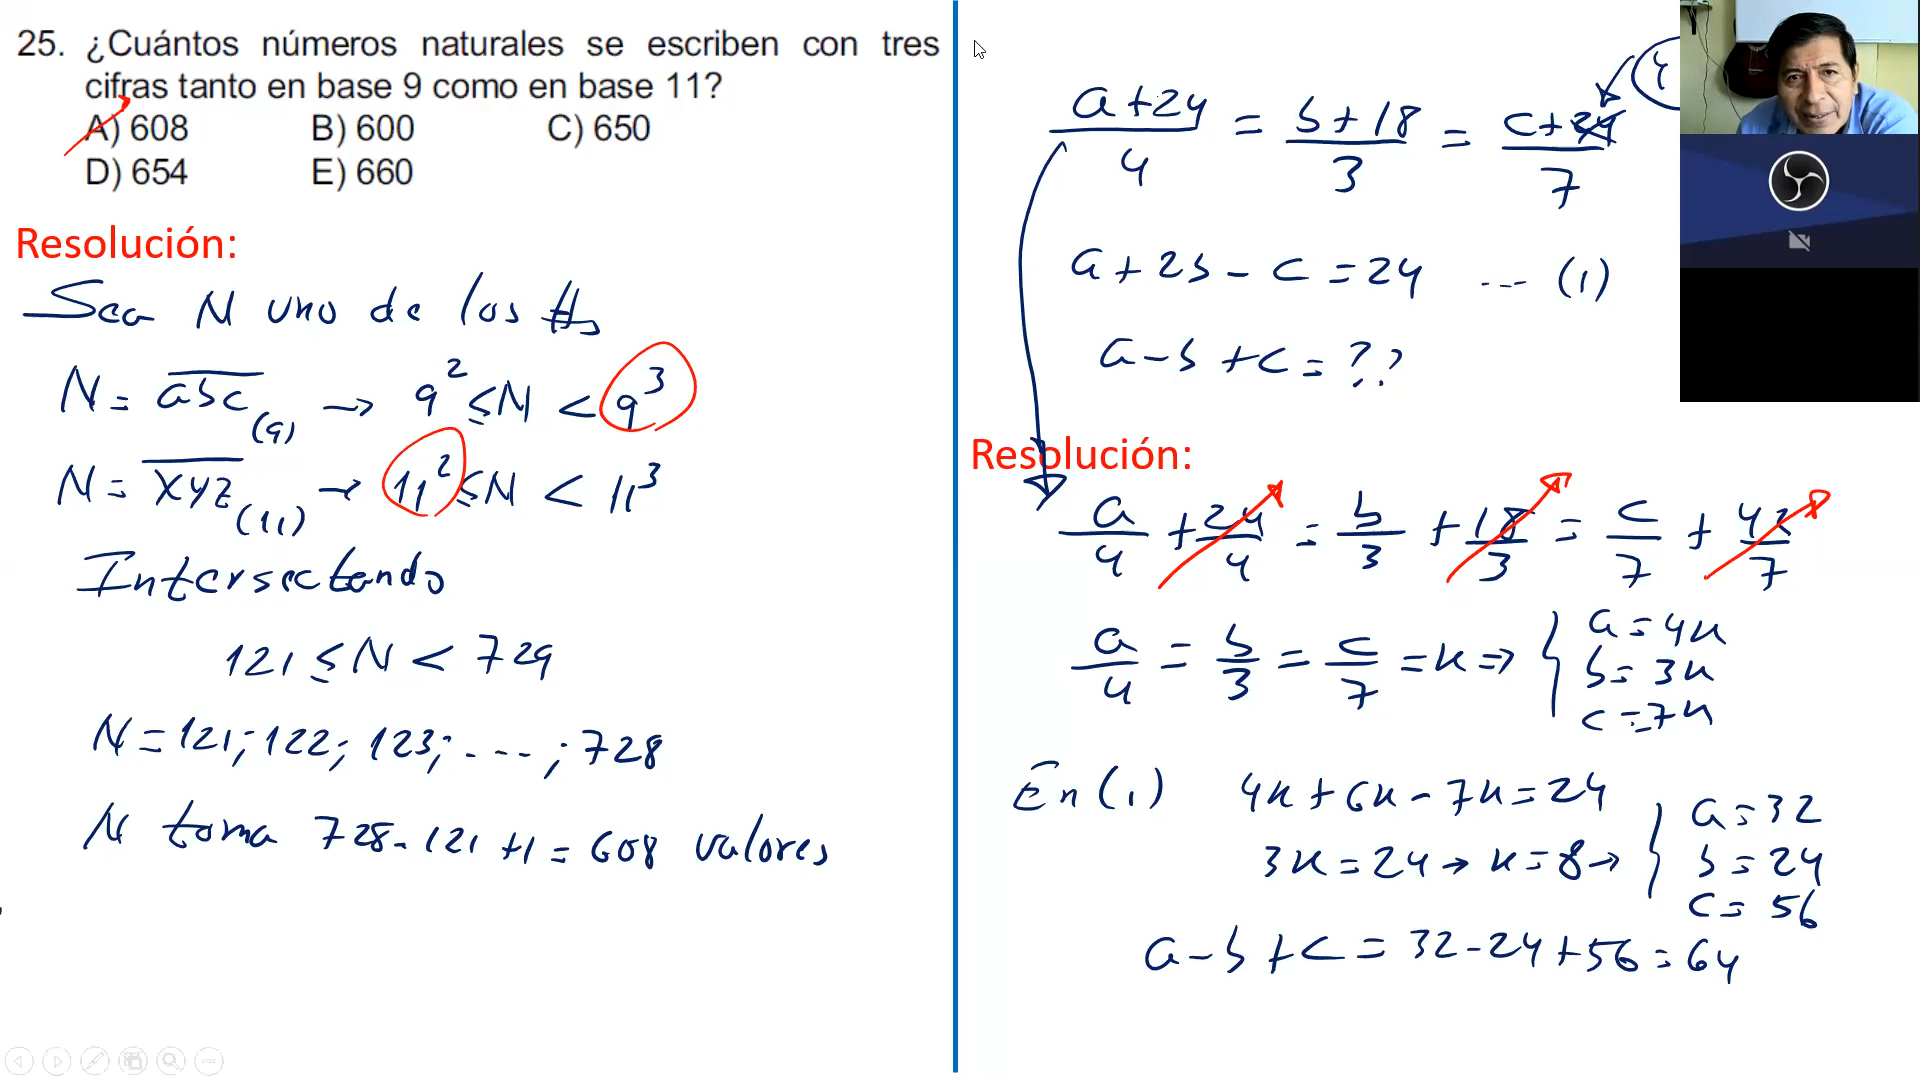 25. ¿Cuántos números naturales se escriben con tres
cifras tanto en base 9 como en base 11?
A) 608 B) 600 C) 650
D) 654 E) 660
Resolución:
Sea N uno de los #s
N = abc (9) → 9² ≤ N < 9³
N = xyz (11) → 11² ≤ N < 11³
Intersectando
121 ≤ N < 729
N = 121; 122; 123; ---; 728
N toma 728 - 121 + 1 = 608 valores
(a + 24)/4 = (b + 18)/3 = (c + 24)/7
a + 2b - c = 24 --- (1)
a - b + c = ??
Resolución:
a/4 + 24/4 = b/3 + 18/3 = c/7 + 42/7
a/4 = b/3 = c/7 = k ⇒ { a = 4k
b = 3k
c = 7k
En (1) 4k + 6k - 7k = 24
3k = 24 → k = 8 → { a = 32
b = 24
c = 56
a - b + c = 32 - 24 + 56 = 64